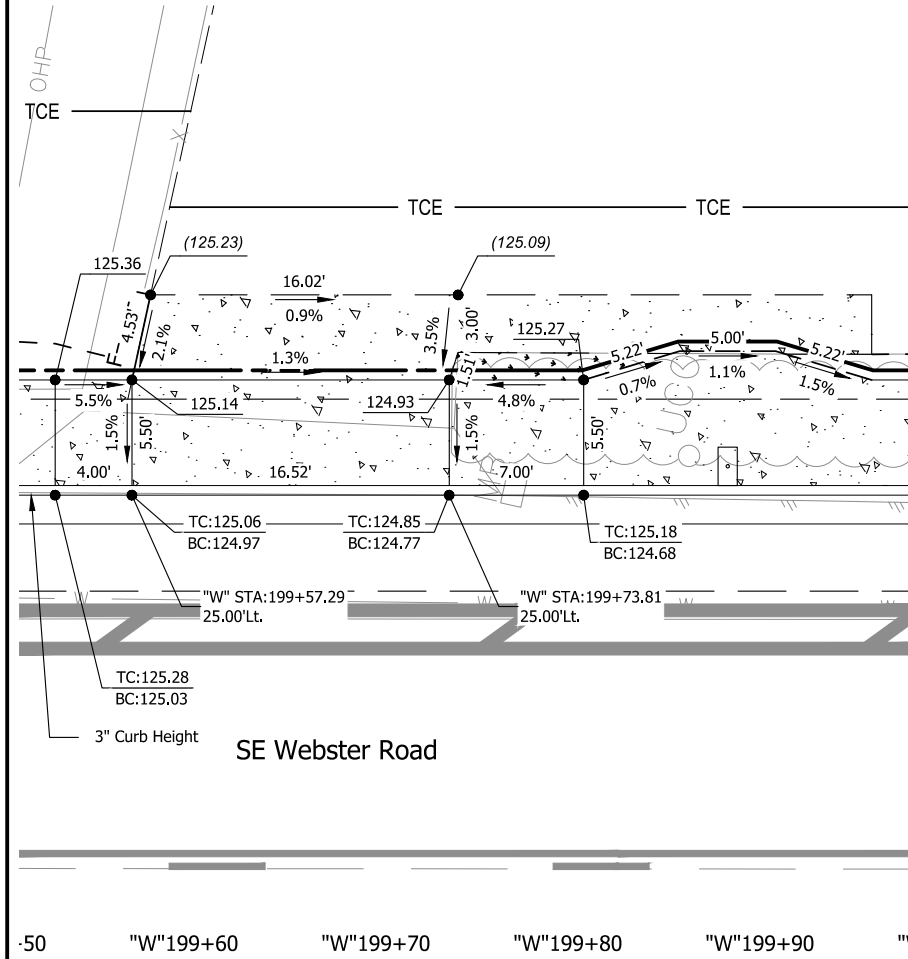 OHP
TCE
X
TCE
TCE
(125.23)
(125.09)
125.36
16.02'
0.9%
4.53'
2.1%
3.5%
3.00'
125.27
1.3%
F
1.51'
5.22'
0.7%
5.00'
1.1%
5.22'
1.5%
5.5%
125.14
124.93
4.8%
1.5%
5.50'
1.5%
5.50'
4.00'
16.52'
7.00'
TC:125.06
BC:124.97
TC:124.85
BC:124.77
TC:125.18
BC:124.68
"W" STA:199+57.29
25.00'Lt.
"W" STA:199+73.81
25.00'Lt.
W
W
W
W
TC:125.28
BC:125.03
3" Curb Height
SE Webster Road
"W"199+60
"W"199+70
"W"199+80
"W"199+90